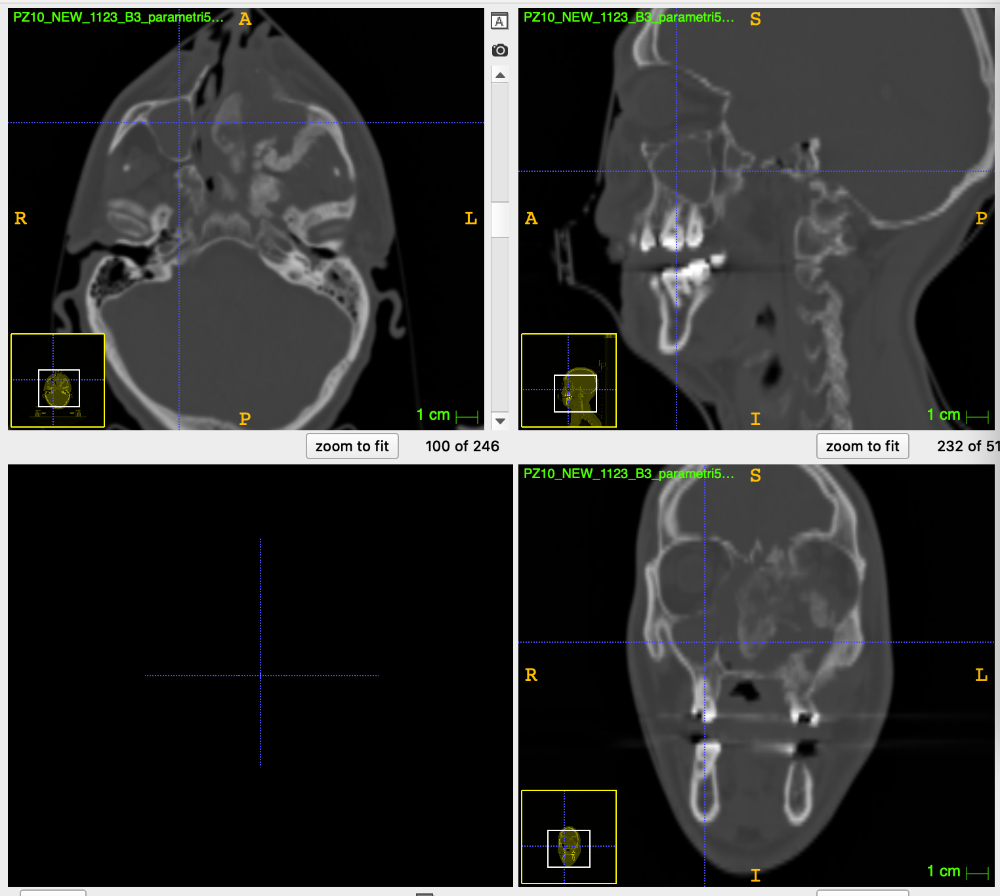 PZ10_NEW_1123_B3_parametri5...
A
R
L
P
1 cm
zoom to fit
100 of 246
A
PZ10_NEW_1123_B3_parametri5...
S
A
P
I
1 cm
zoom to fit
232 of 51
PZ10_NEW_1123_B3_parametri5...
S
R
L
I
1 cm